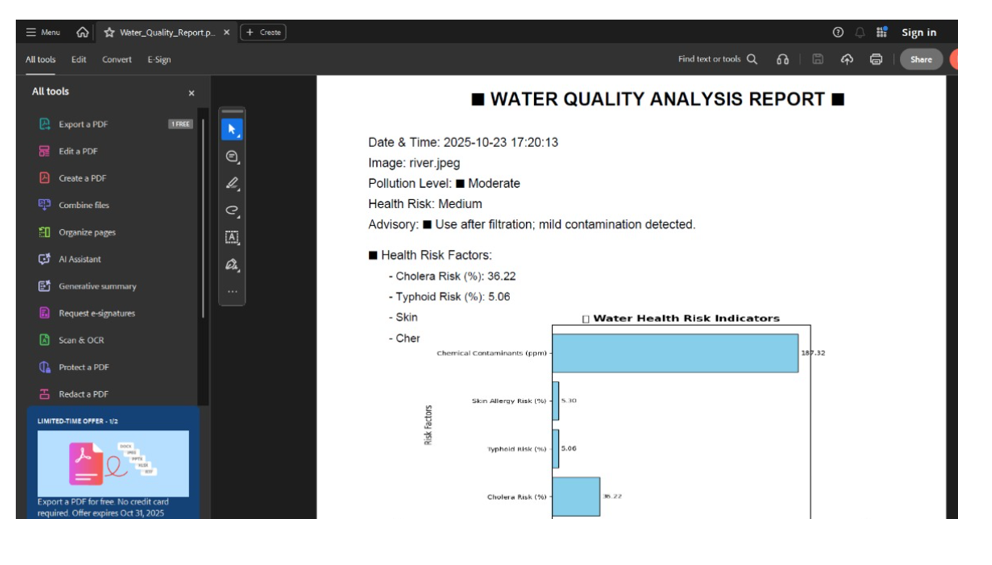 Menu
Water_Quality_Report.p..
Create
Sign in
All tools
Edit
Convert
E-Sign
Find text or tools
Share
All tools
Export a PDF
1 FREE
Edit a PDF
Create a PDF
Combine files
Organize pages
AI Assistant
Generative summary
Request e-signatures
Scan & OCR
Protect a PDF
Redact a PDF
LIMITED-TIME OFFER - 1/2
Export a PDF for free. No credit card
required. Offer expires Oct 31, 2025
■ WATER QUALITY ANALYSIS REPORT ■
Date & Time: 2025-10-23 17:20:13
Image: river.jpeg
Pollution Level: ■ Moderate
Health Risk: Medium
Advisory: ■ Use after filtration; mild contamination detected.
■ Health Risk Factors:
- Cholera Risk (%): 36.22
- Typhoid Risk (%): 5.06
- Skin
- Cher
Water Health Risk Indicators
Risk Factors
Chemical Contaminants (ppm)
187.32
Skin Allergy Risk (%)
5.30
Typhoid Risk (%)
5.06
Cholera Risk (%)
36.22